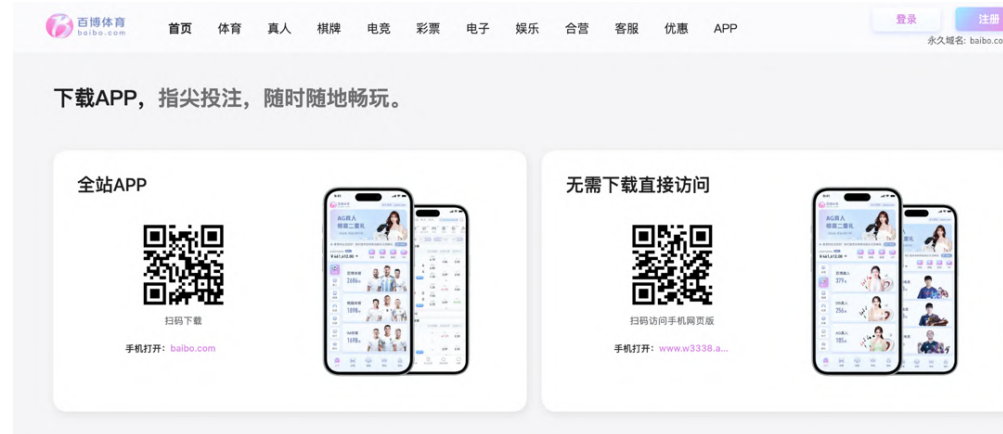 百博体育
baibo.com
首页 体育 真人 棋牌 电竞 彩票 电子 娱乐 合营 客服 优惠 APP
登录 注册
永久域名: baibo.co
下载APP，指尖投注，随时随地畅玩。
全站APP
扫码下载
手机打开：baibo.com
无需下载直接访问
扫码访问手机网页版
手机打开：www.w3338.a...